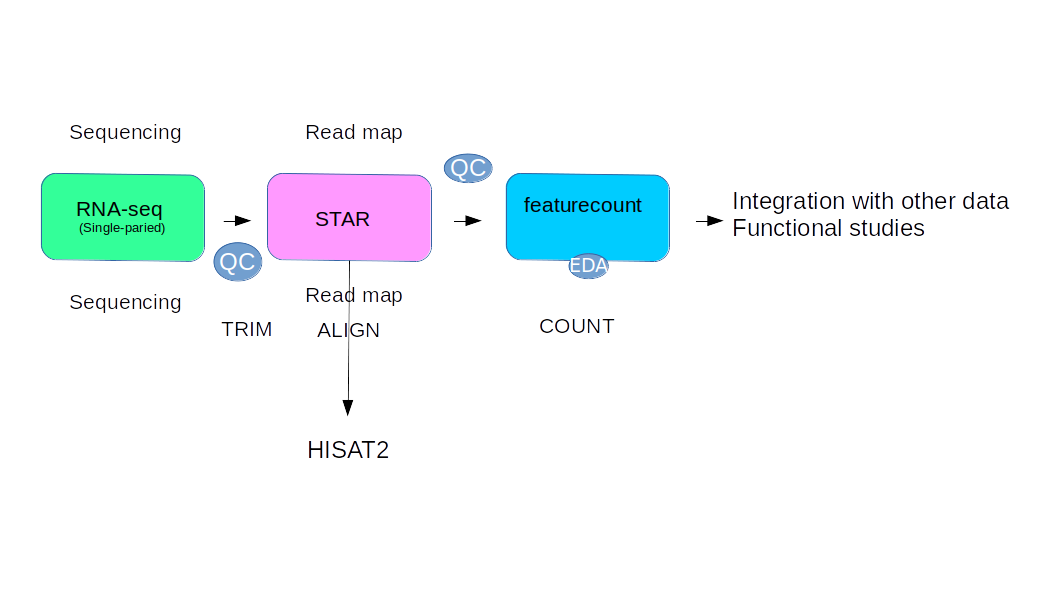 Sequencing
Read map
QC
RNA-seq
(Single-paried)
STAR
featurecount
Integration with other data
Functional studies
QC
EDA
Sequencing
Read map
TRIM
ALIGN
COUNT
HISAT2